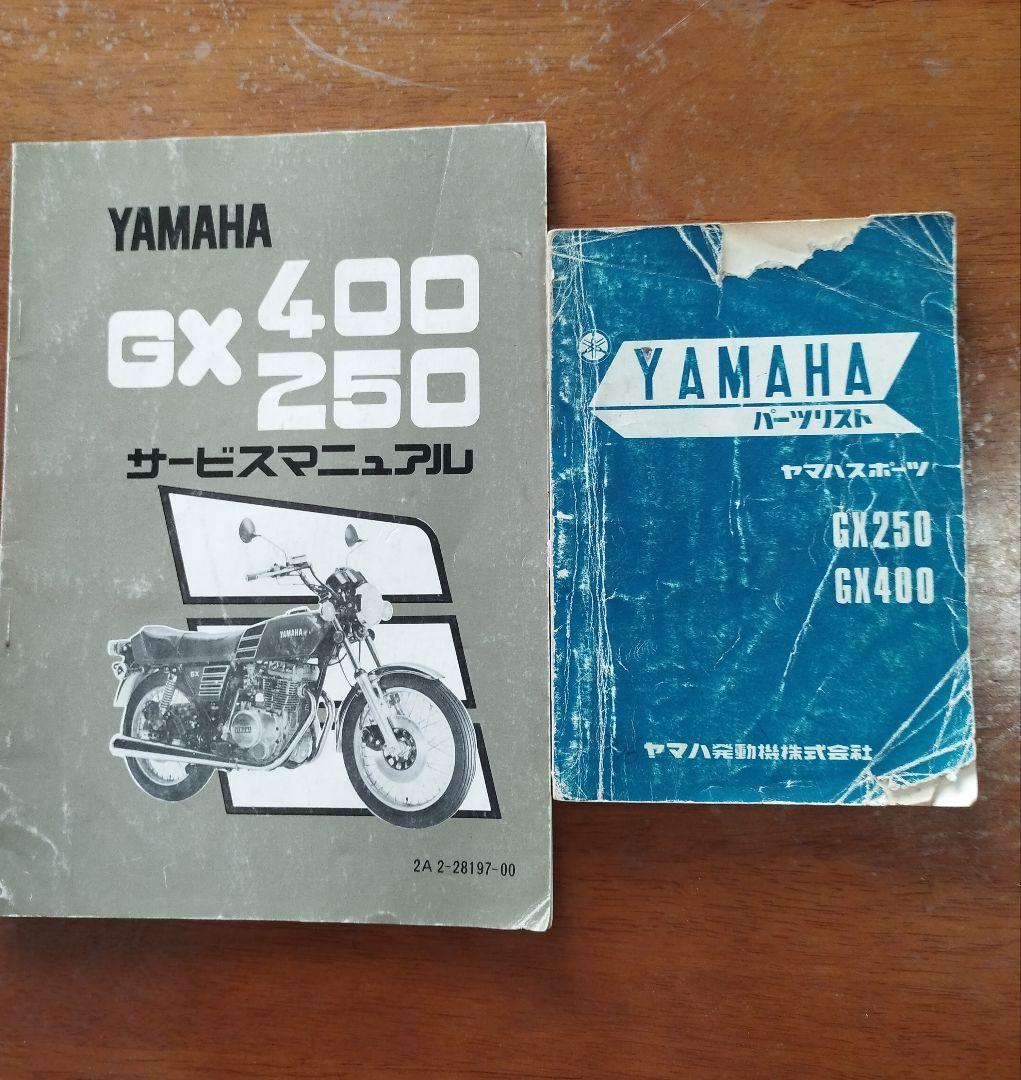 YAMAHA
GX 400
250
サービスマニュアル
YAMAHA
GX
2A2-28197-00
YAMAHA
パーツリスト
ヤマハスポーツ
GX250
GX400
ヤマハ発動機株式会社